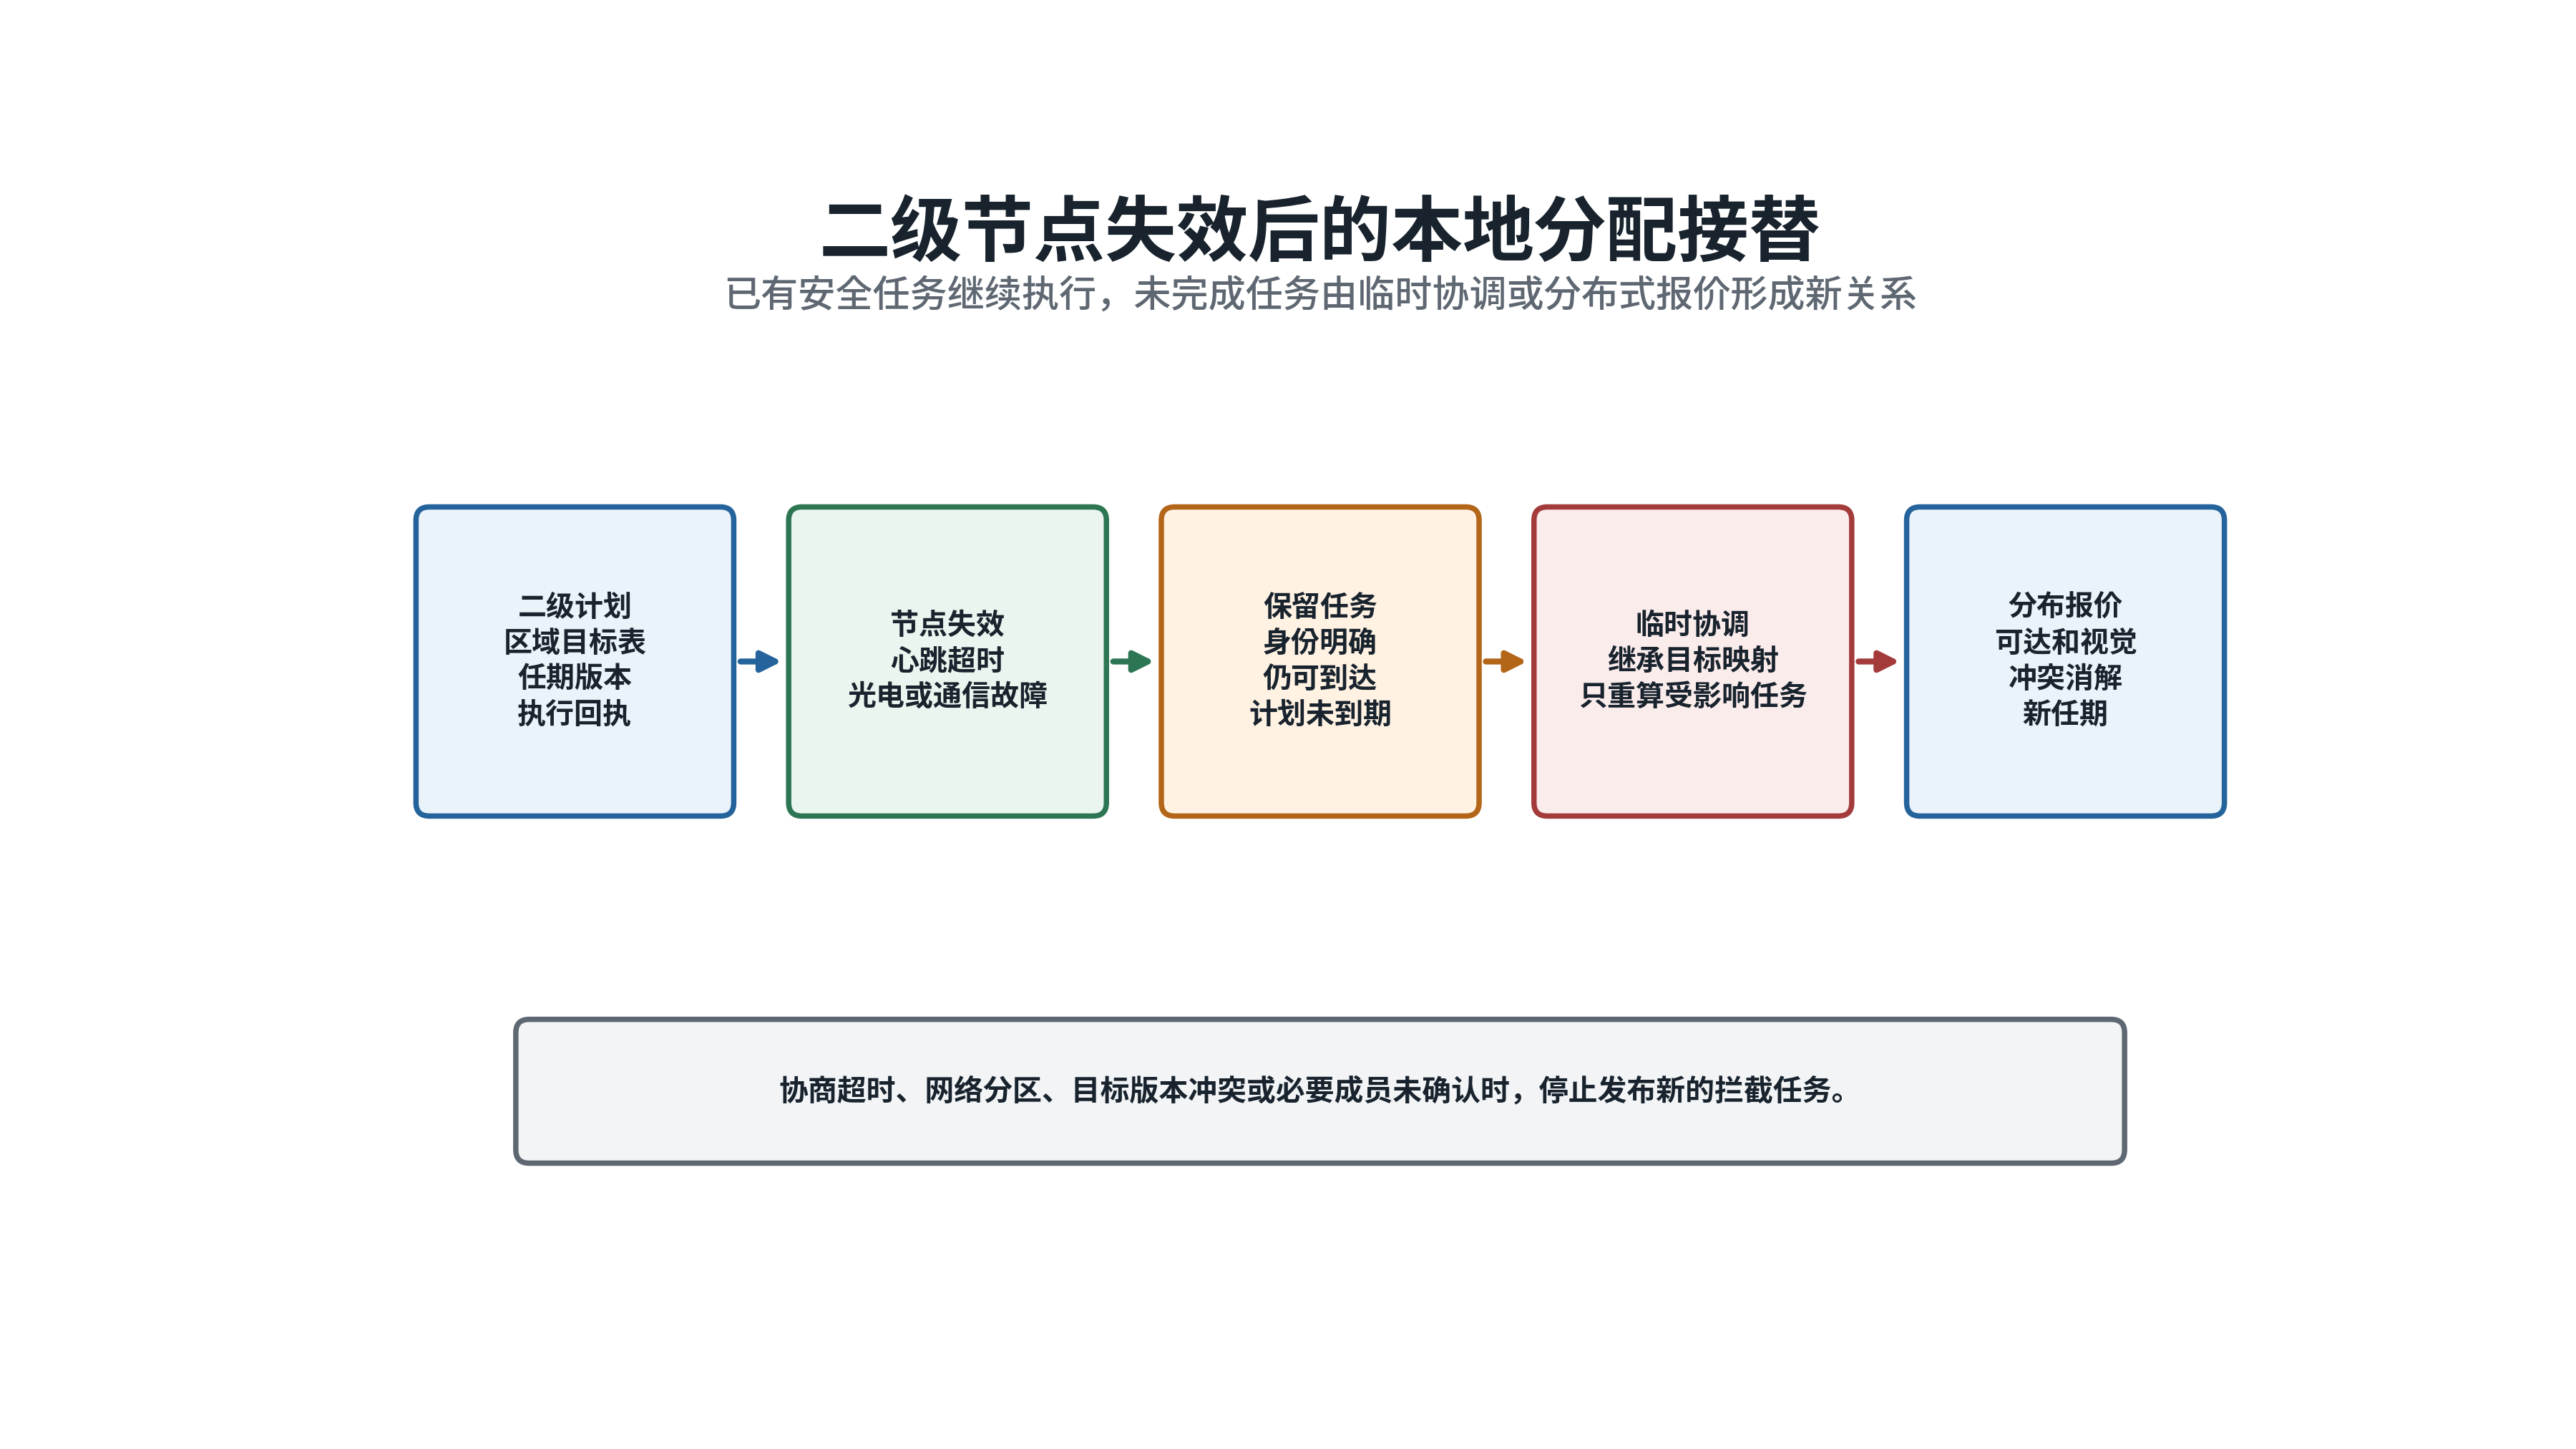 二级节点失效后的本地分配接替
已有安全任务继续执行，未完成任务由临时协调或分布式报价形成新关系
二级计划
区域目标表
任期版本
执行回执
节点失效
心跳超时
光电或通信故障
保留任务
身份明确
仍可到达
计划未到期
临时协调
继承目标映射
只重算受影响任务
分布报价
可达和视觉
冲突消解
新任期
协商超时、网络分区、目标版本冲突或必要成员未确认时，停止发布新的拦截任务。